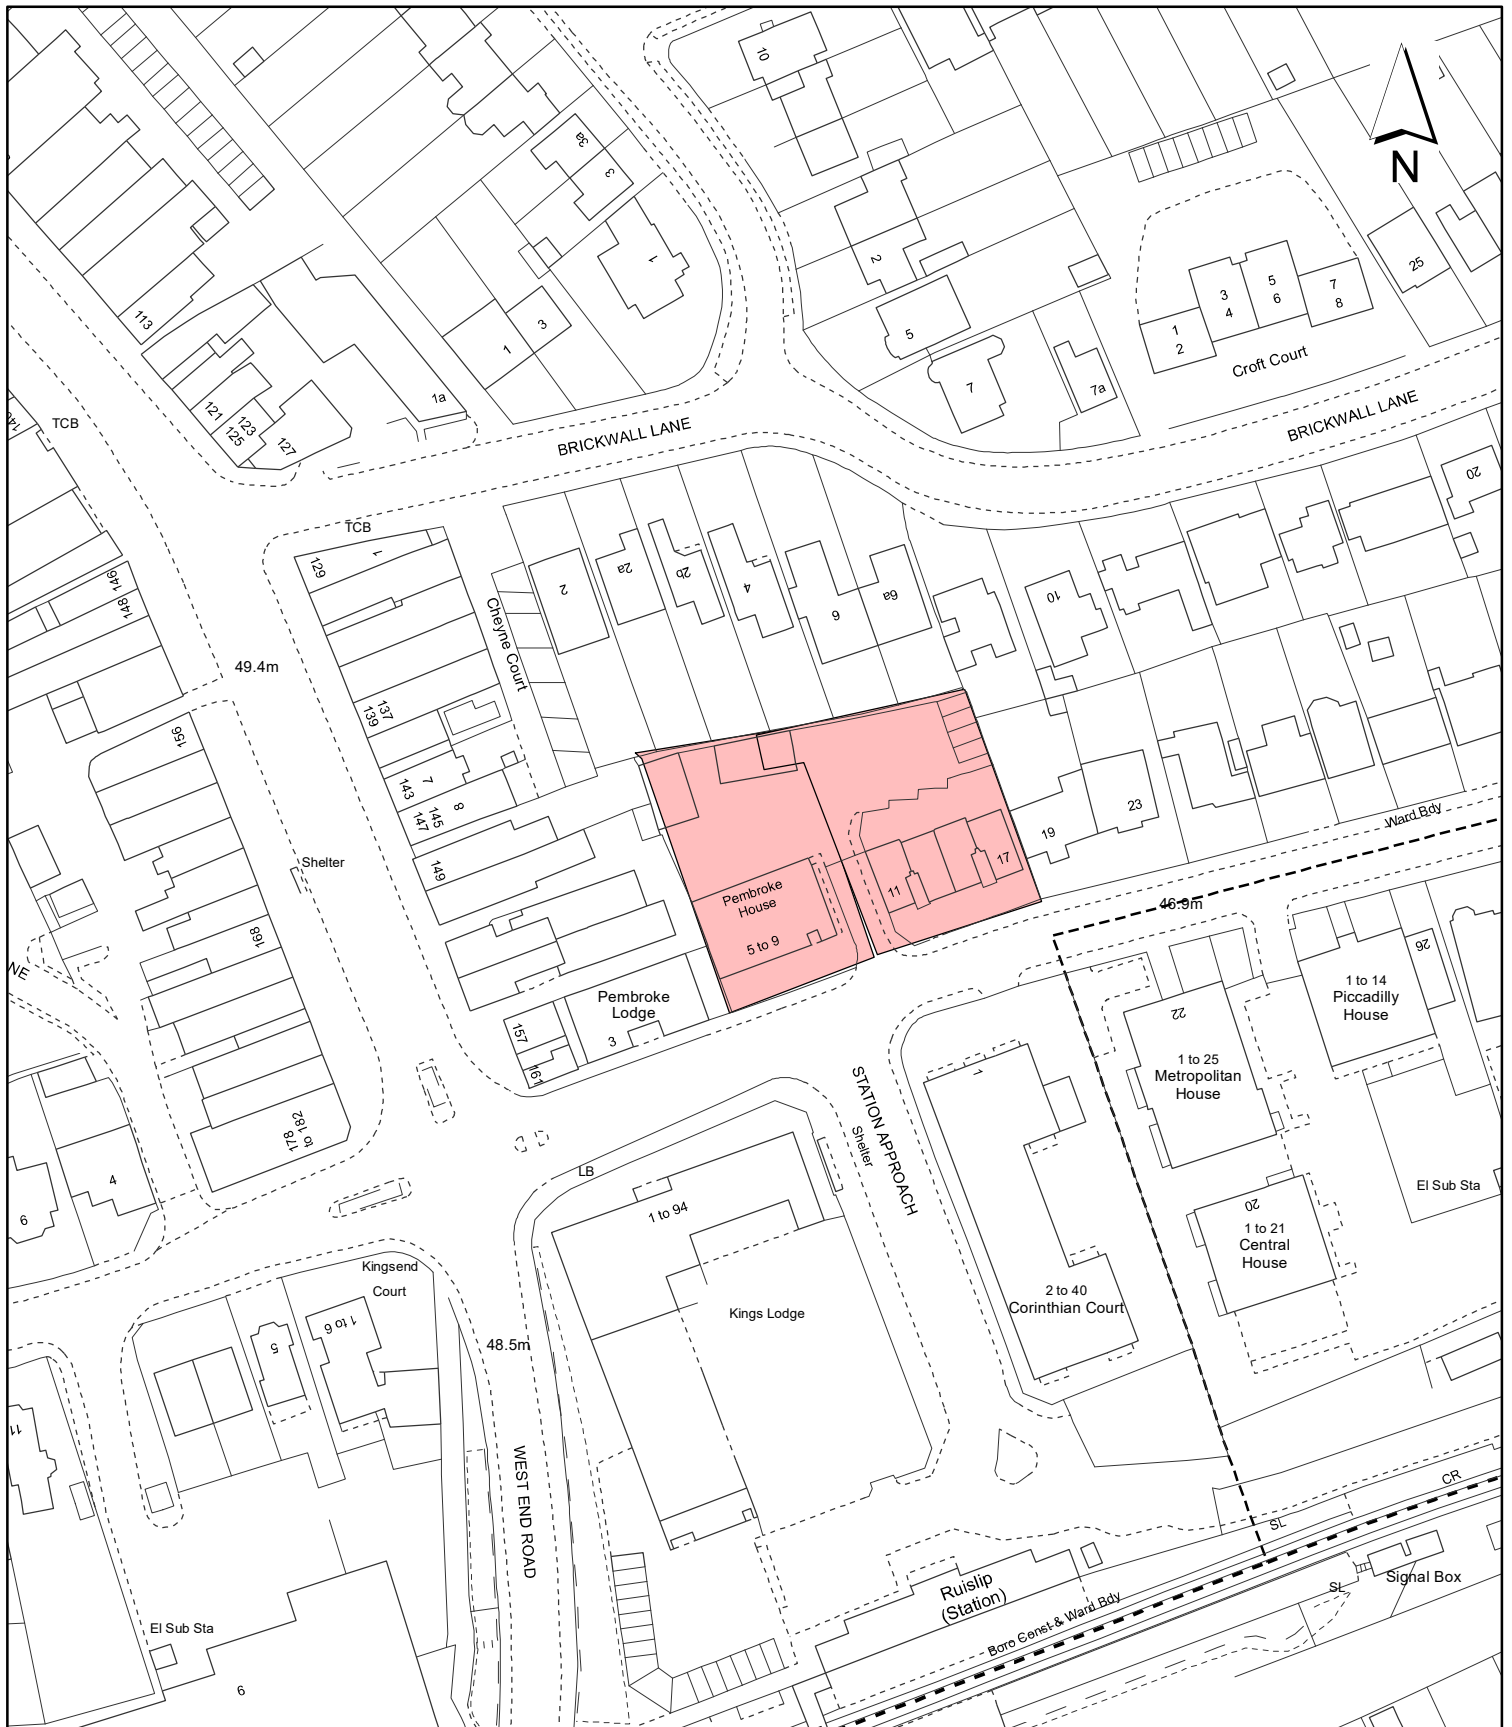 10
N
3a
3
1
2
5
7
7a
25
1
2
3
4
5
6
7
8
Croft Court
113
1
3
1a
121
123
125
127
TCB
BRICKWALL LANE
BRICKWALL LANE
20
TCB
129
1
146
148
2
2a
2b
4
6
6a
10
Cheyne Court
49.4m
137
139
156
7
143
8
145
147
149
Shelter
168
Pembroke
House
5 to 9
11
17
19
23
Ward Bdy
46.9m
26
NE
Pembroke
Lodge
3
157
161
178
to 182
4
9
STATION APPROACH
Shelter
1
22
1 to 25
Metropolitan
House
1 to 14
Piccadilly
House
El Sub Sta
20
1 to 21
Central
House
LB
1 to 94
Kings Lodge
2 to 40
Corinthian Court
Kingsend
Court
1 to 6
5
48.5m
11
WEST END ROAD
CR
SL
SL
Signal Box
Ruislip
(Station)
Boro Const & Ward Bdy
El Sub Sta
6